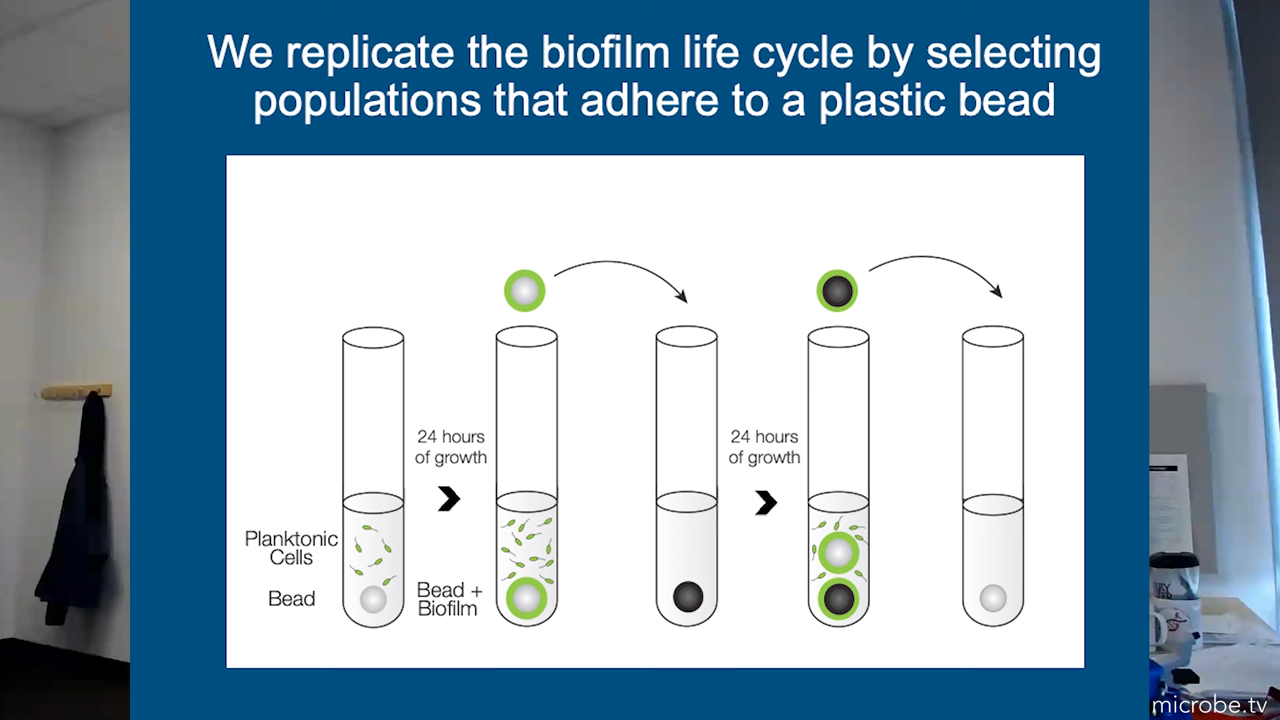 We replicate the biofilm life cycle by selecting
populations that adhere to a plastic bead
24 hours
of growth
24 hours
of growth
Planktonic
Cells
Bead
Bead +
Biofilm
microbe.tv